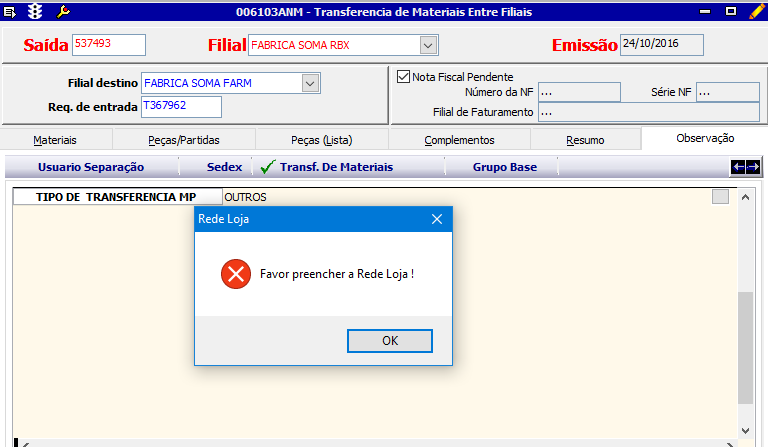 006103ANM - Transferencia de Materiais Entre Filiais
Saída 537493 Filial FABRICA SOMA RBX Emissão 24/10/2016
Filial destino FABRICA SOMA FARM
Req. de entrada T367962
Nota Fiscal Pendente
Número da NF ... Série NF ...
Filial de Faturamento ...
Materiais Peças/Partidas Peças (Lista) Complementos Resumo Observação
Usuario Separação Sedex Transf. De Materiais Grupo Base
TIPO DE TRANSFERENCIA MP OUTROS
Rede Loja
Favor preencher a Rede Loja !
OK